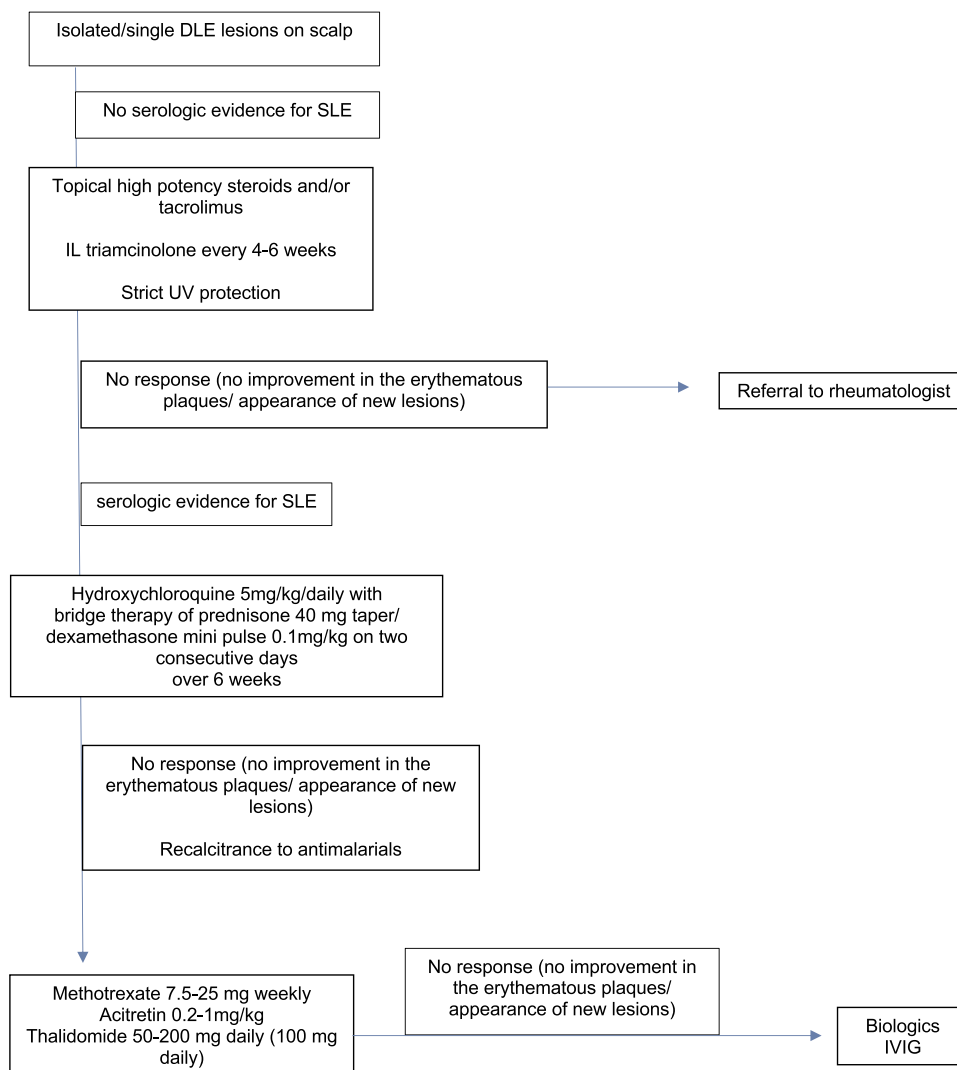 Isolated/single DLE lesions on scalp
No serologic evidence for SLE
Topical high potency steroids and/or
tacrolimus
IL triamcinolone every 4-6 weeks
Strict UV protection
No response (no improvement in the erythematous
plaques/ appearance of new lesions)
Referral to rheumatologist
serologic evidence for SLE
Hydroxychloroquine 5mg/kg/daily with
bridge therapy of prednisone 40 mg taper/
dexamethasone mini pulse 0.1mg/kg on two
consecutive days
over 6 weeks
No response (no improvement in the
erythematous plaques/ appearance of new
lesions)
Recalcitrance to antimalarials
Methotrexate 7.5-25 mg weekly
Acitretin 0.2-1mg/kg
Thalidomide 50-200 mg daily (100 mg
daily)
No response (no improvement in
the erythematous plaques/
appearance of new lesions)
Biologics
IVIG